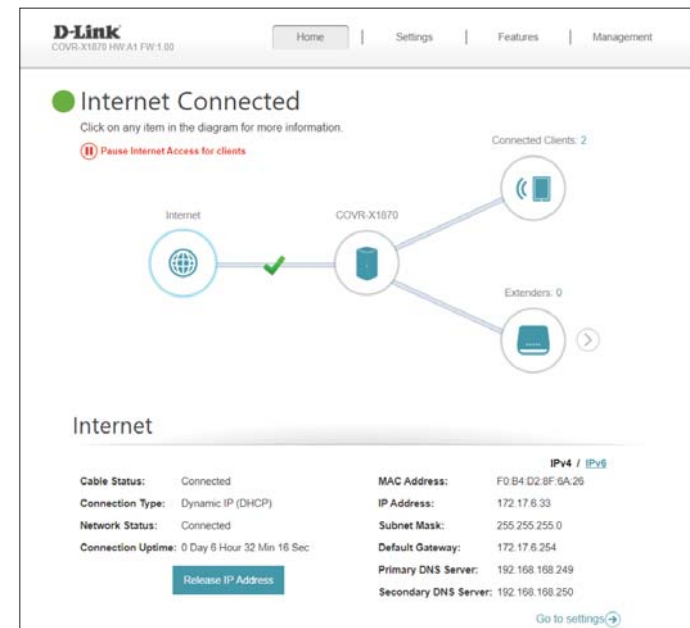 D-Link
COVR-X1870 HW:A1 FW:1.00
Home | Settings | Features | Management
Internet Connected
Click on any item in the diagram for more information.
Pause Internet Access for clients
Connected Clients: 2
Internet
COVR-X1870
Extenders: 0
Internet
IPv4 / IPv6
Cable Status: Connected
Connection Type: Dynamic IP (DHCP)
Network Status: Connected
Connection Uptime: 0 Day 6 Hour 32 Min 16 Sec
Release IP Address
MAC Address: F0:B4:D2:8F:6A:26
IP Address: 172.17.6.33
Subnet Mask: 255.255.255.0
Default Gateway: 172.17.6.254
Primary DNS Server: 192.168.168.249
Secondary DNS Server: 192.168.168.250
Go to settings